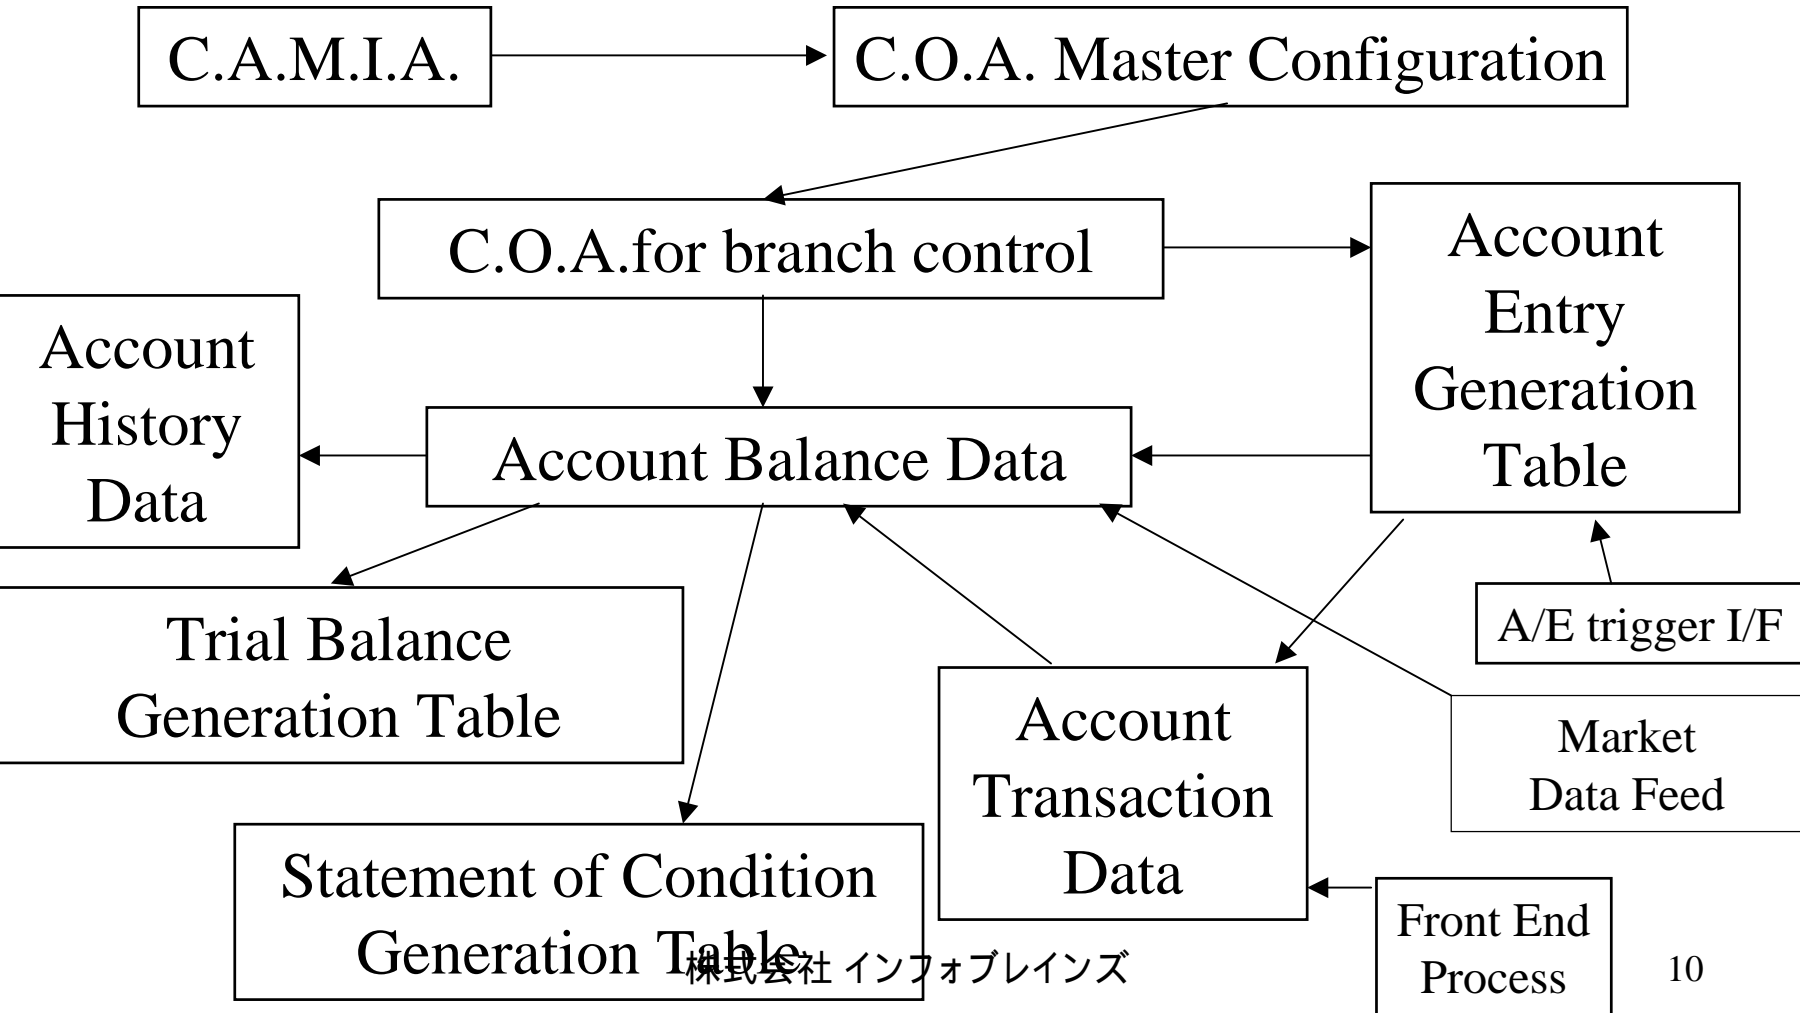 C.A.M.I.A.
C.O.A. Master Configuration
C.O.A.for branch control
Account
Entry
Generation
Table
Account
History
Data
Account Balance Data
A/E trigger I/F
Trial Balance
Generation Table
Account
Transaction
Data
Market
Data Feed
Statement of Condition
Generation Table
Front End
Process
株式会社 インフォブレインズ
10